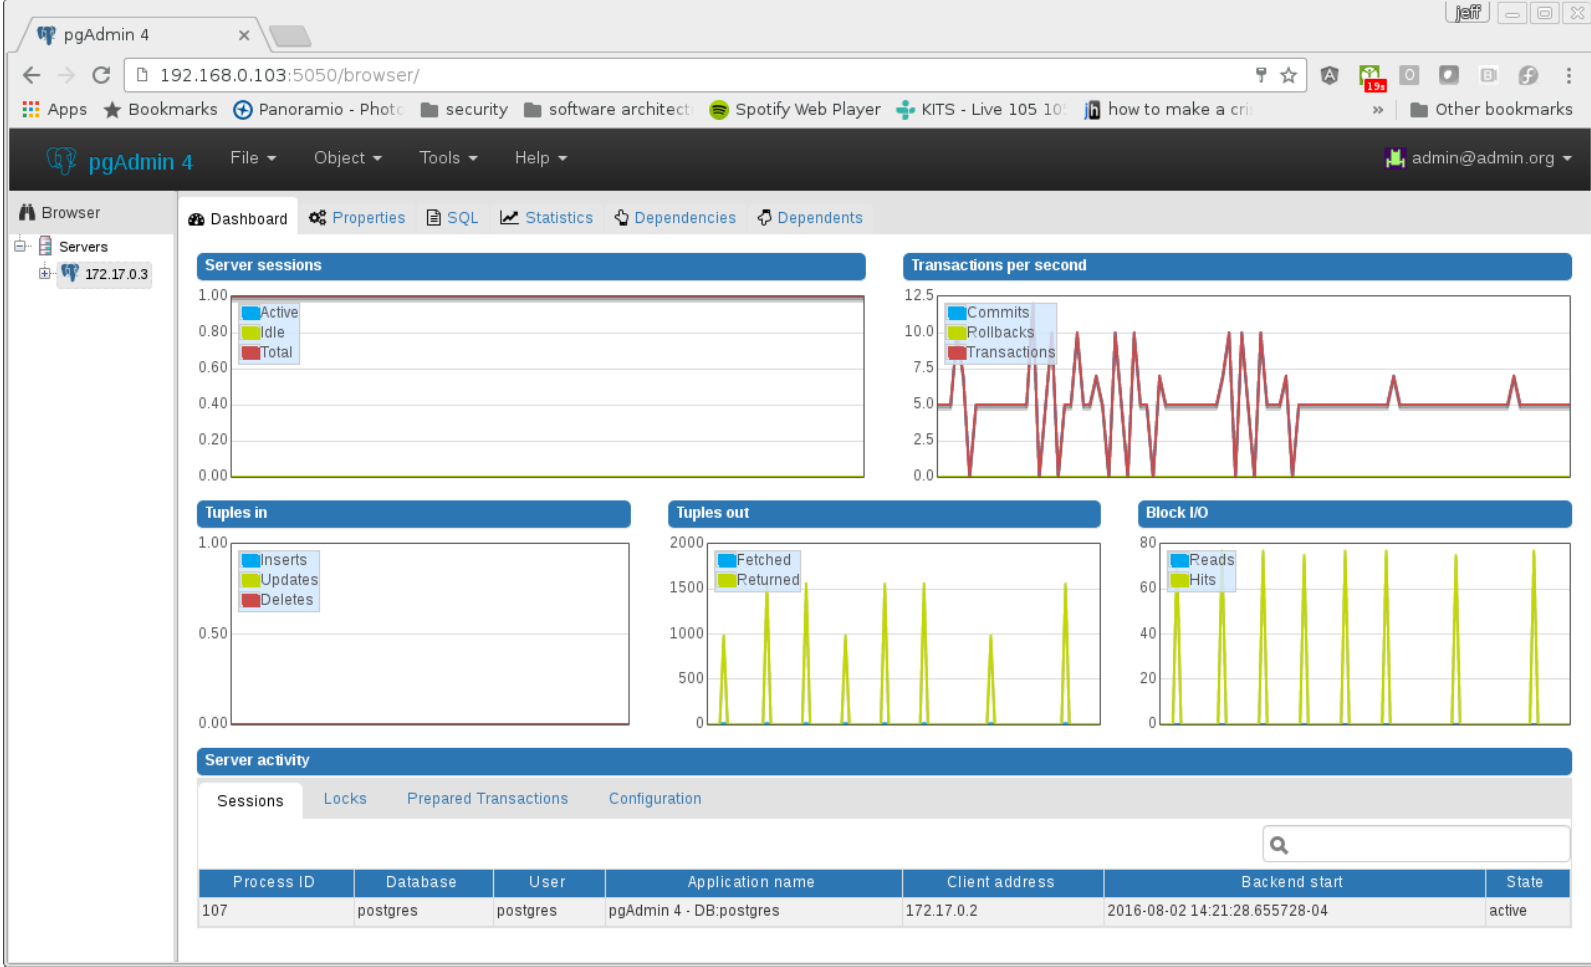 jeff
pgAdmin 4
192.168.0.103:5050/browser/
19s
Apps Bookmarks Panoramio - Photo security software architect Spotify Web Player KITS - Live 105 10 how to make a cri » Other bookmarks
pgAdmin 4 File Object Tools Help admin@admin.org
Browser
Dashboard Properties SQL Statistics Dependencies Dependents
Servers
172.17.0.3
Server sessions
1.00
0.80
0.60
0.40
0.20
0.00
Active
Idle
Total
Transactions per second
12.5
10.0
7.5
5.0
2.5
0.0
Commits
Rollbacks
Transactions
Tuples in
1.00
0.50
0.00
Inserts
Updates
Deletes
Tuples out
2000
1500
1000
500
0
Fetched
Returned
Block I/O
80
60
40
20
0
Reads
Hits
Server activity
Sessions Locks Prepared Transactions Configuration
Process ID Database User Application name Client address Backend start State
107 postgres postgres pgAdmin 4 - DB:postgres 172.17.0.2 2016-08-02 14:21:28.655728-04 active